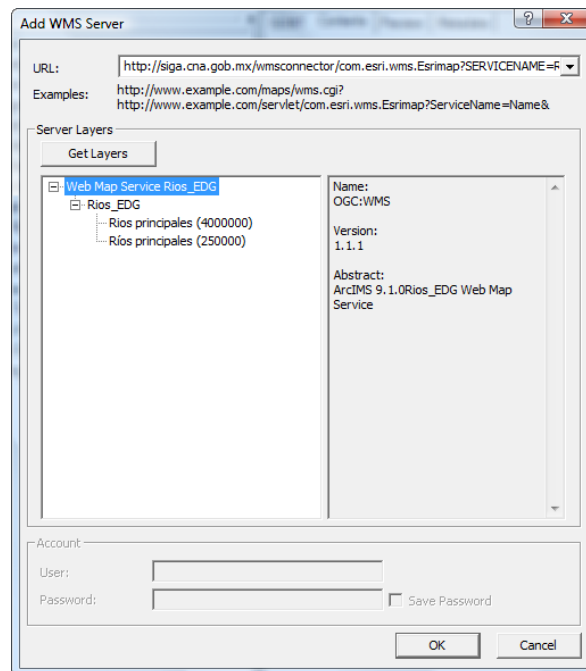 Add WMS Server
URL: http://siga.cna.gob.mx/wmsconnector/com.esri.wms.Esrimap?SERVICENAME=R
Examples: http://www.example.com/maps/wms.cgi?
http://www.example.com/servlet/com.esri.wms.Esrimap?ServiceName=Name&
Server Layers
Get Layers
Web Map Service Rios_EDG
Rios_EDG
Rios principales (4000000)
Ríos principales (250000)
Name:
OGC:WMS
Version:
1.1.1
Abstract:
ArcIMS 9.1.0Rios_EDG Web Map
Service
Account
User:
Password:
Save Password
OK
Cancel